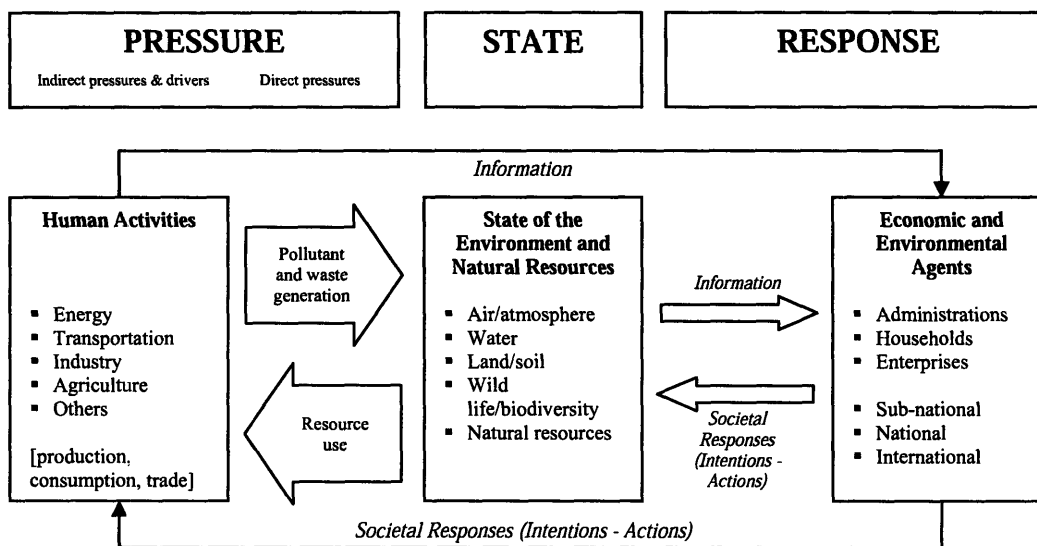 PRESSURE
Indirect pressures & drivers Direct pressures
STATE
RESPONSE
Information
Human Activities
▪ Energy
▪ Transportation
▪ Industry
▪ Agriculture
▪ Others
[production,
consumption, trade]
Pollutant
and waste
generation
Resource
use
State of the
Environment and
Natural Resources
▪ Air/atmosphere
▪ Water
▪ Land/soil
▪ Wild
life/biodiversity
▪ Natural resources
Information
Societal
Responses
(Intentions -
Actions)
Economic and
Environmental
Agents
▪ Administrations
▪ Households
▪ Enterprises
▪ Sub-national
▪ National
▪ International
Societal Responses (Intentions - Actions)